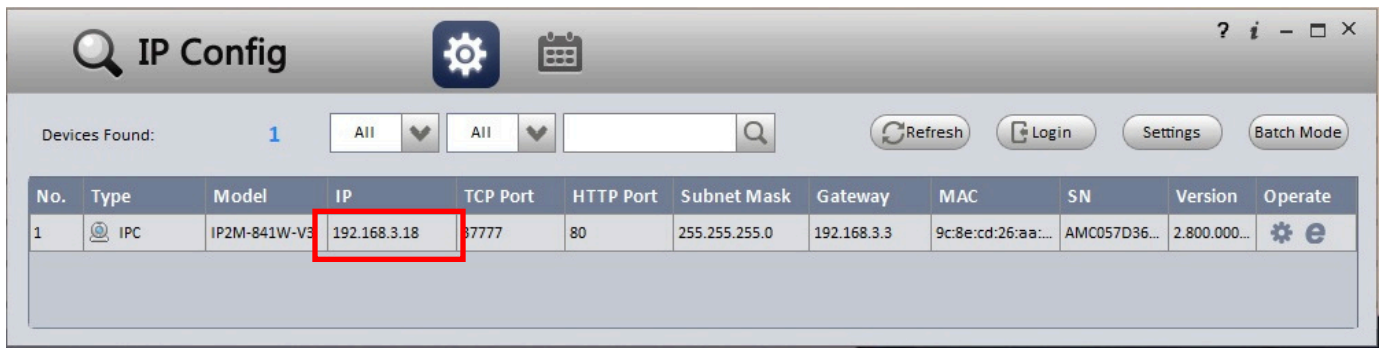 IP Config
? i
Devices Found: 1 All All Refresh Login Settings Batch Mode
No. Type Model IP TCP Port HTTP Port Subnet Mask Gateway MAC SN Version Operate
1 IPC IP2M-841W-V3 192.168.3.18 37777 80 255.255.255.0 192.168.3.3 9c:8e:cd:26:aa:... AMC057D36... 2.800.000... e